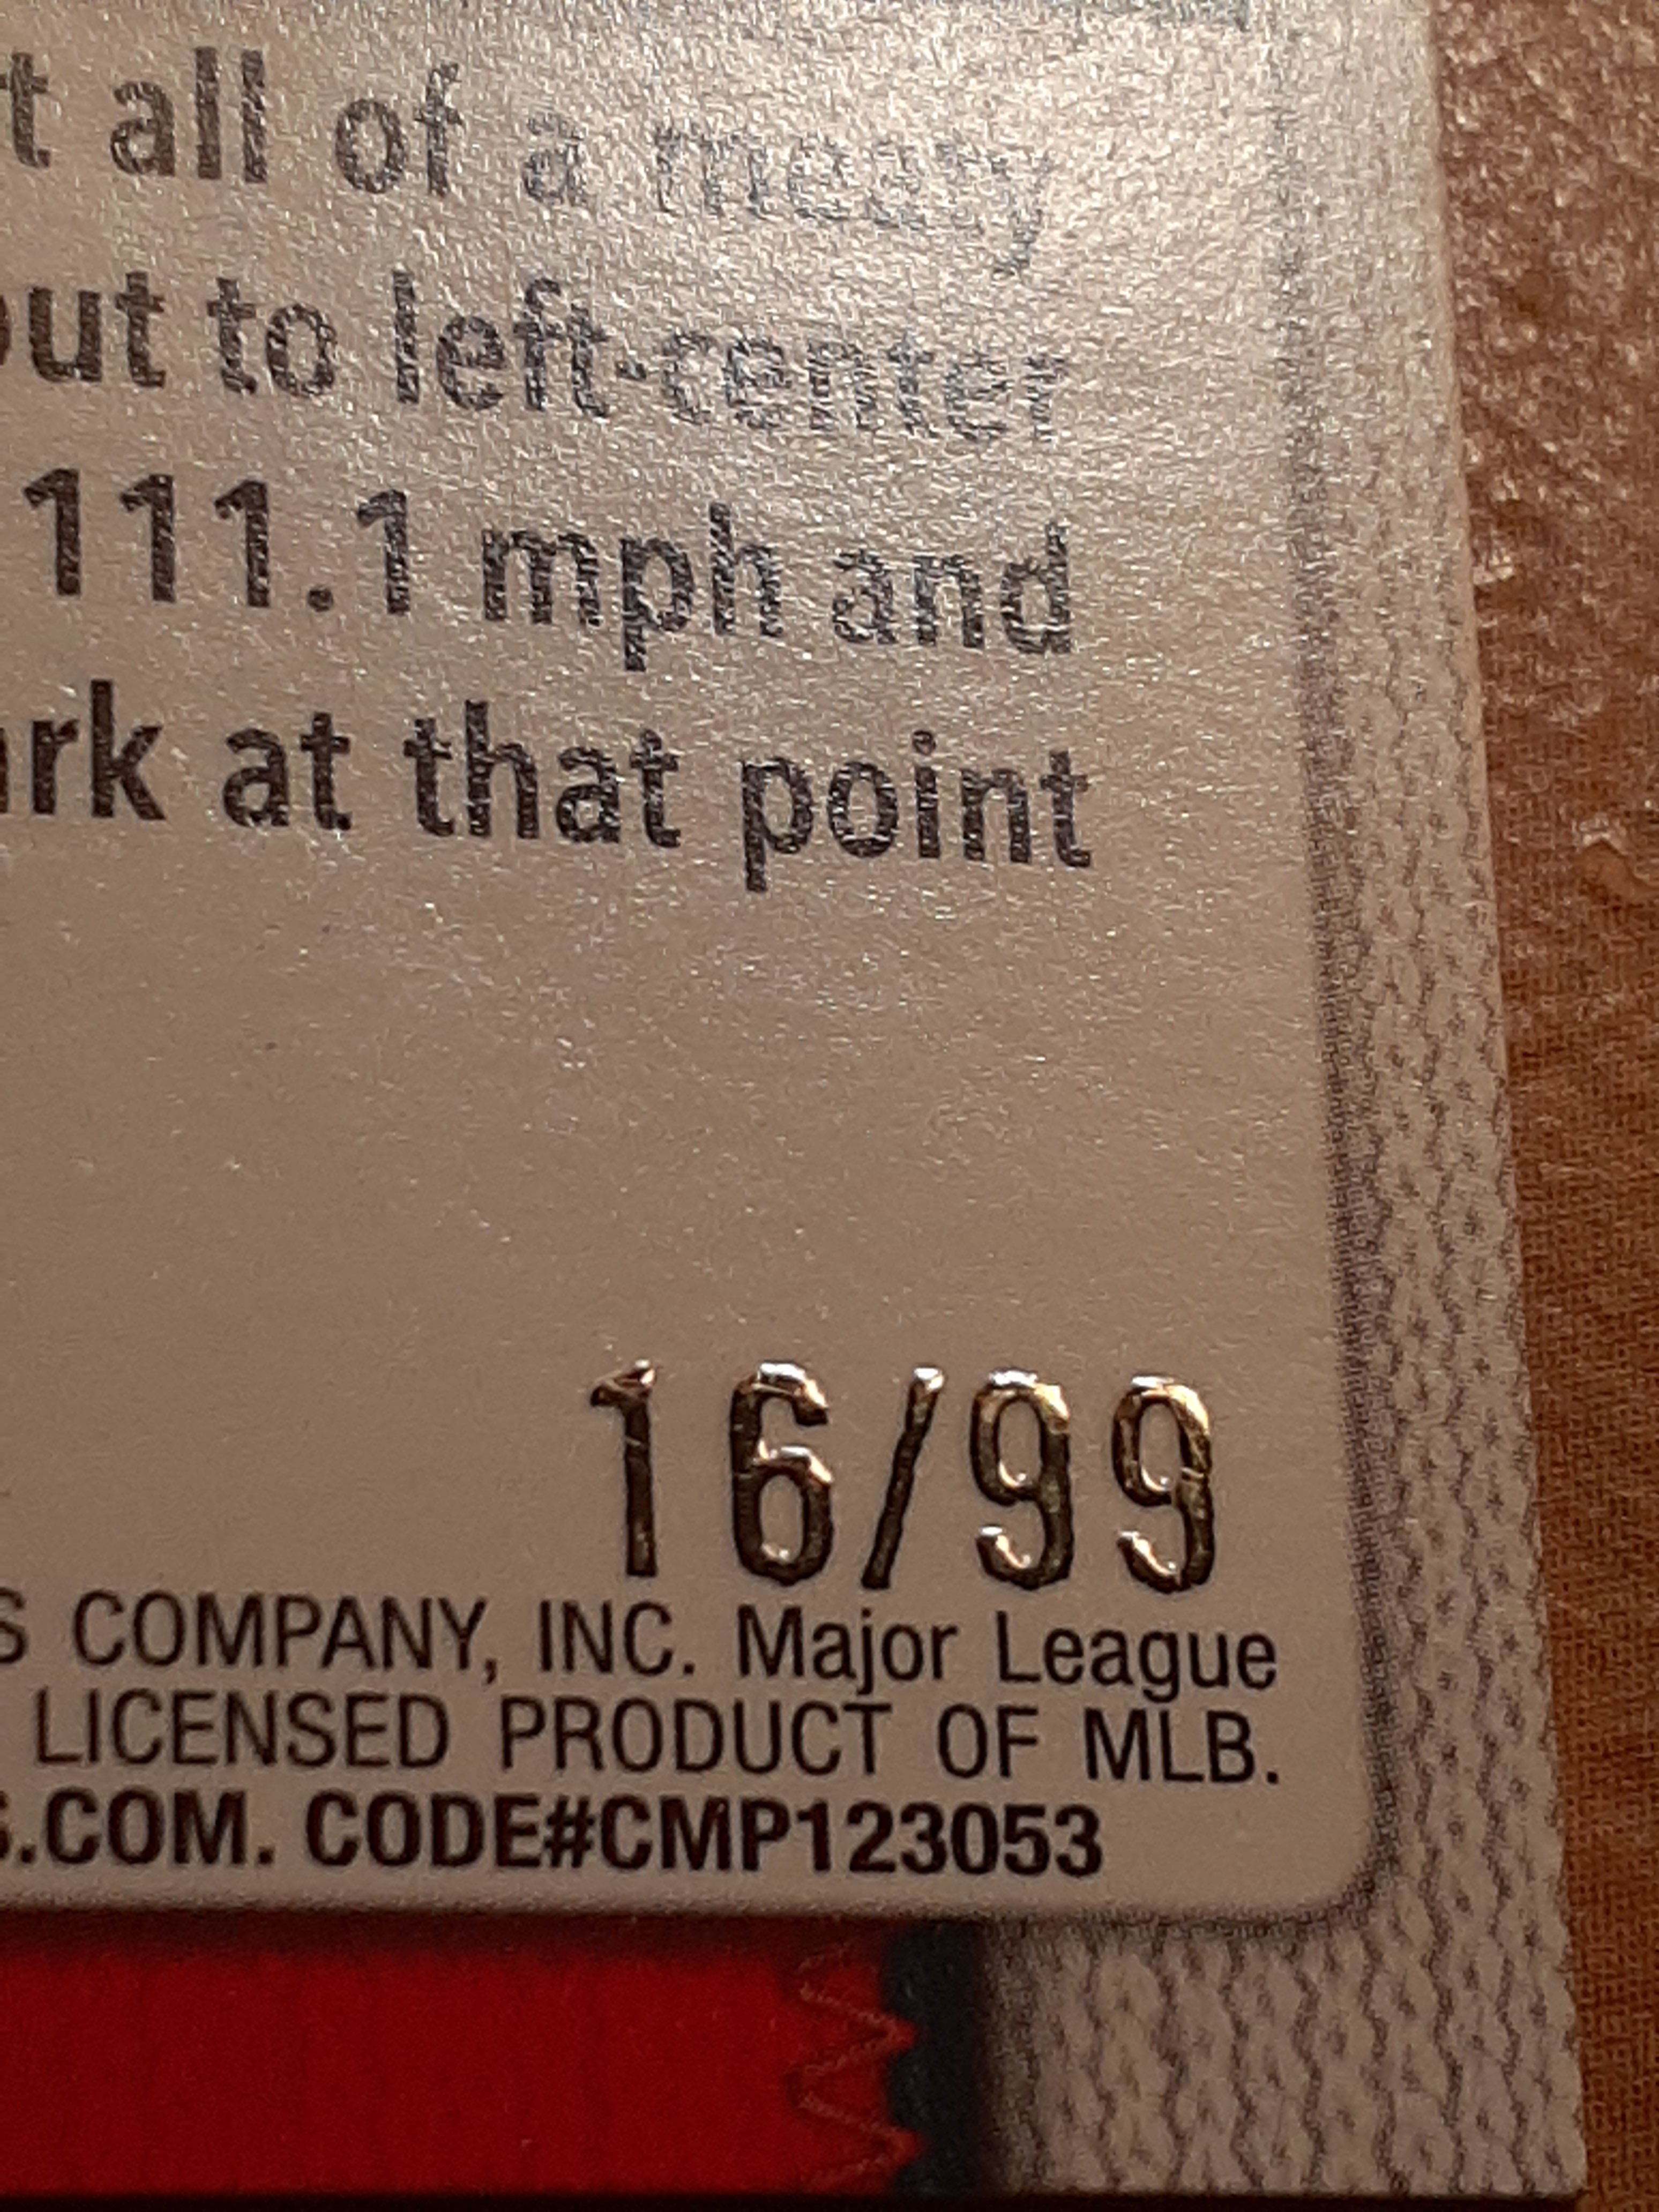 t all of a meaty
out to left-center
111.1 mph and
ark at that point
16/99
S COMPANY, INC. Major League
LICENSED PRODUCT OF MLB.
S.COM. CODE#CMP123053